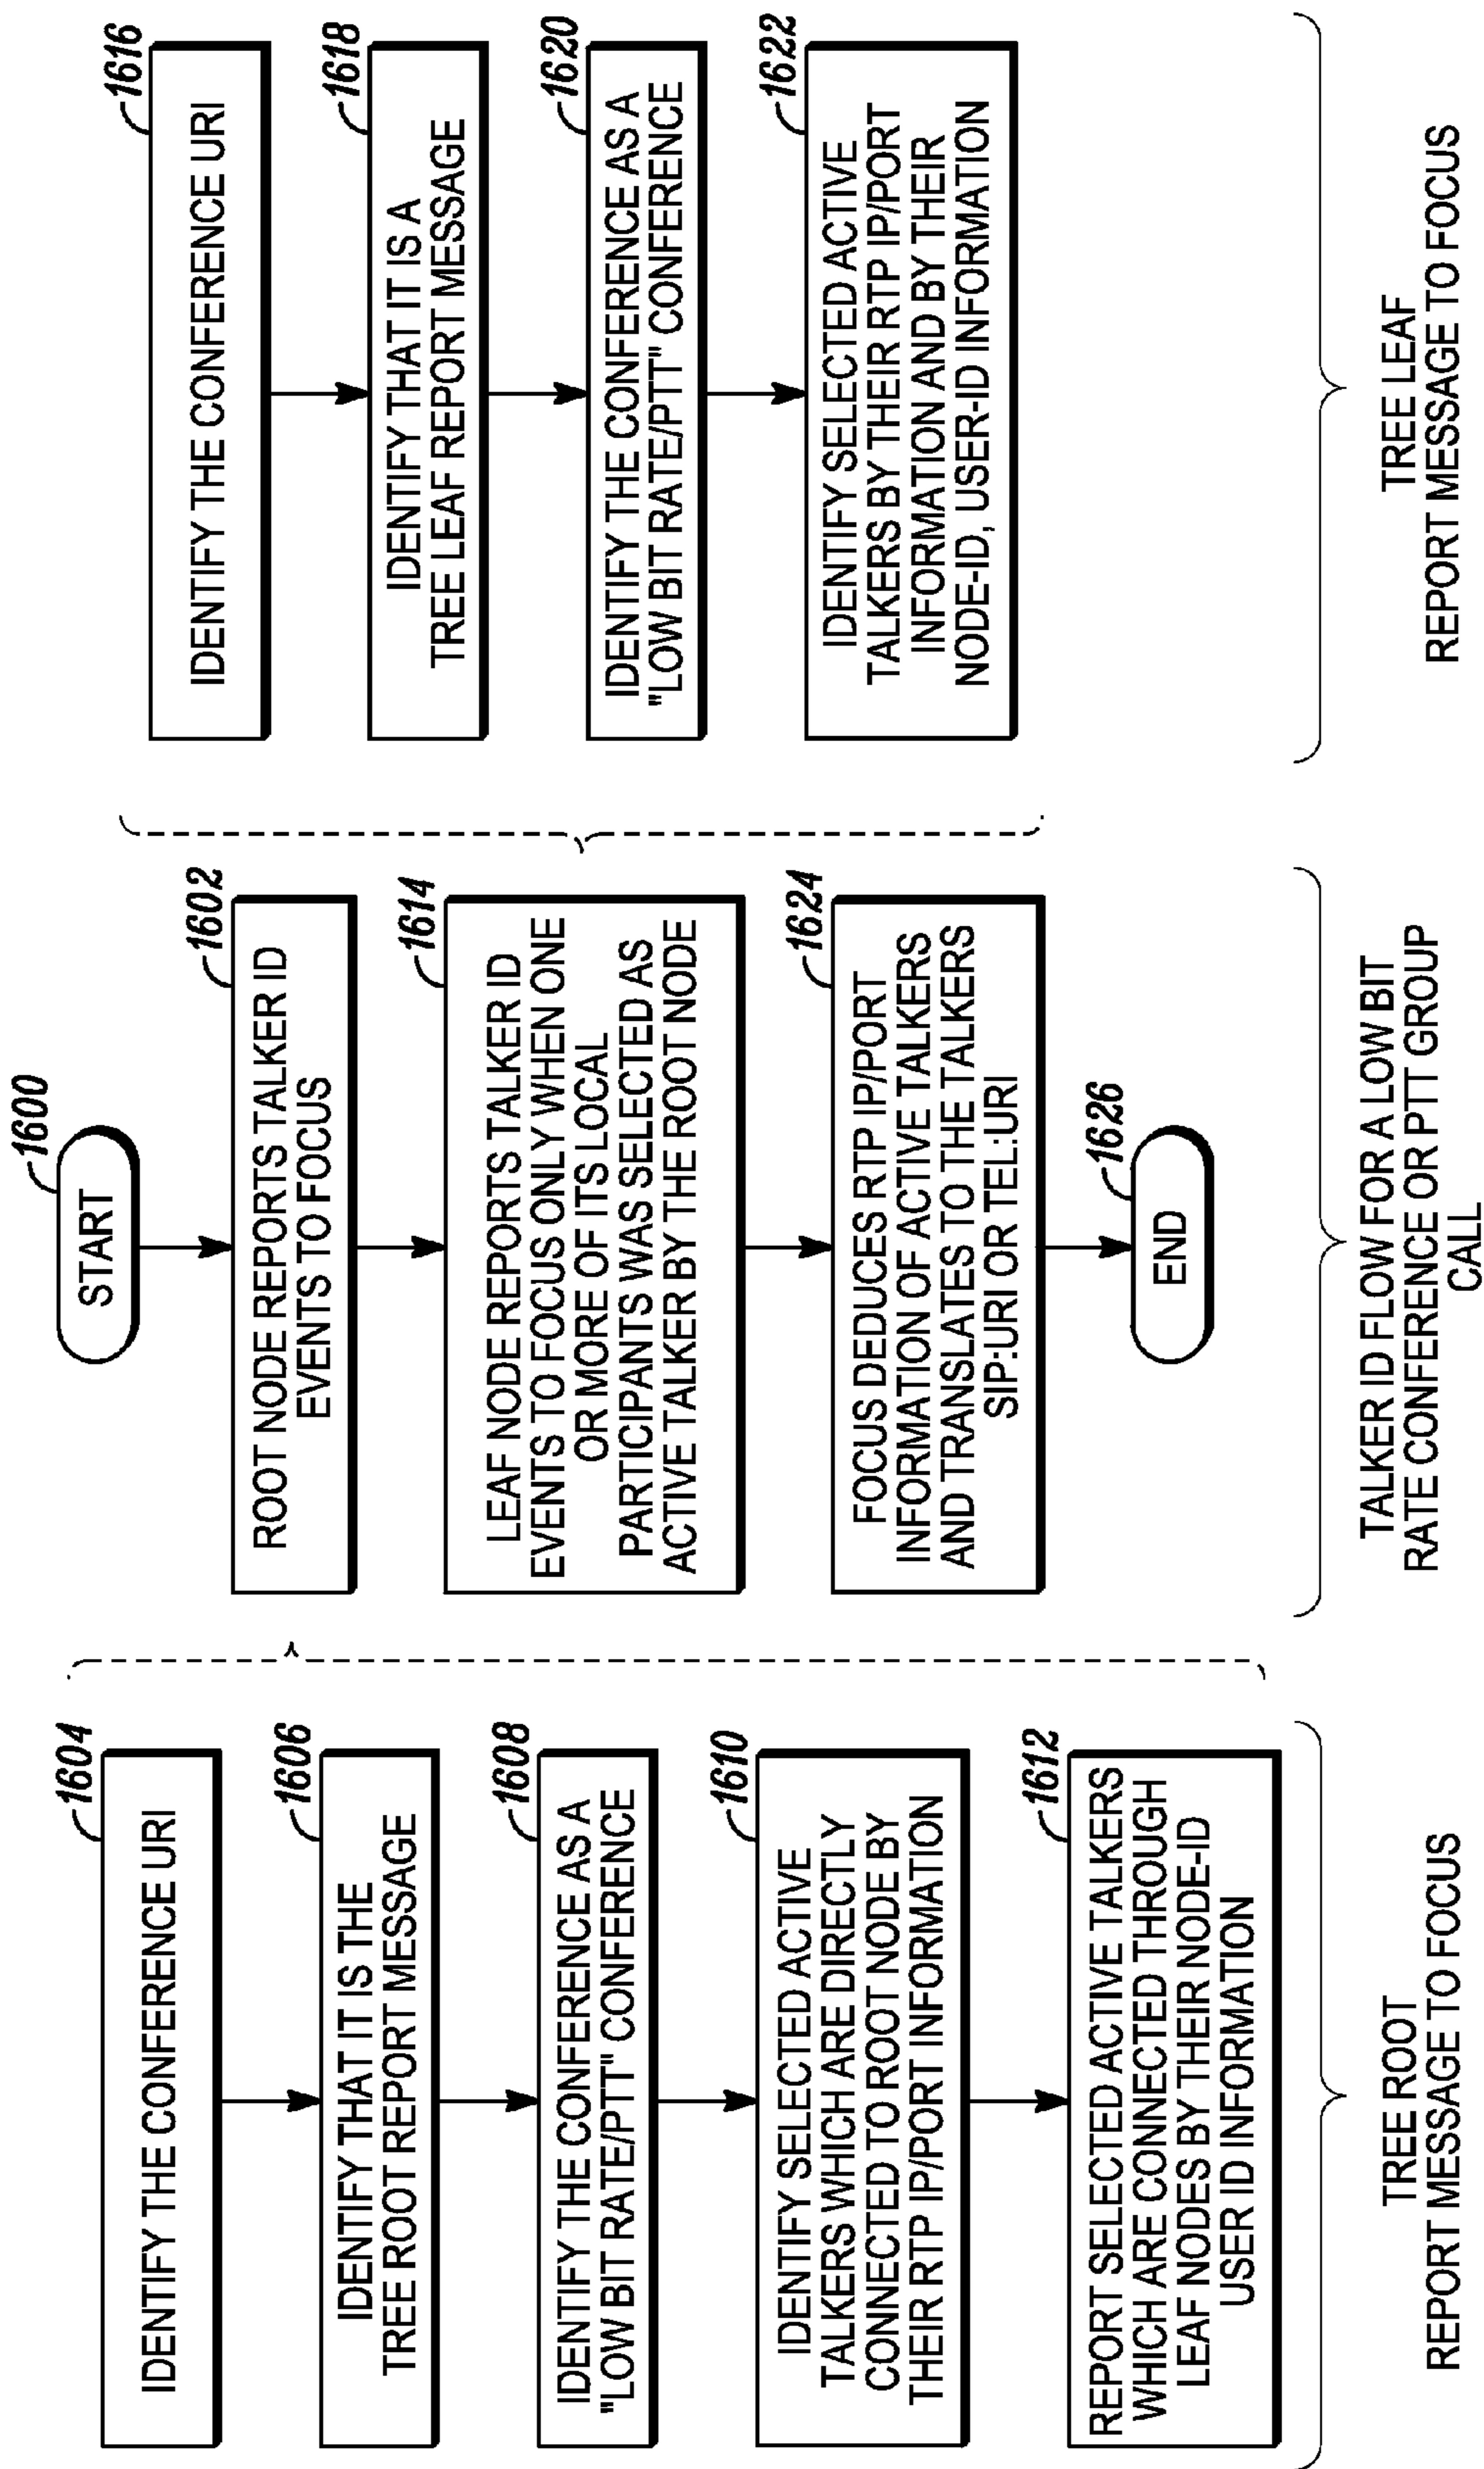 1604
IDENTIFY THE CONFERENCE URI
1606
IDENTIFY THAT IT IS THE
TREE ROOT REPORT MESSAGE
1608
IDENTIFY THE CONFERENCE AS A
"LOW BIT RATE/PTT" CONFERENCE
1610
IDENTIFY SELECTED ACTIVE
TALKERS WHICH ARE DIRECTLY
CONNECTED TO ROOT NODE BY
THEIR RTP IP/PORT INFORMATION
1612
REPORT SELECTED ACTIVE TALKERS
WHICH ARE CONNECTED THROUGH
LEAF NODES BY THEIR NODE-ID
USER ID INFORMATION
TREE ROOT
REPORT MESSAGE TO FOCUS
1600
START
1602
ROOT NODE REPORTS TALKER ID
EVENTS TO FOCUS
1614
LEAF NODE REPORTS TALKER ID
EVENTS TO FOCUS ONLY WHEN ONE
OR MORE OF ITS LOCAL
PARTICIPANTS WAS SELECTED AS
ACTIVE TALKER BY THE ROOT NODE
1624
FOCUS DEDUCES RTP IP/PORT
INFORMATION OF ACTIVE TALKERS
AND TRANSLATES TO THE TALKERS
SIP:URI OR TEL:URI
1626
END
TALKER ID FLOW FOR A LOW BIT
RATE CONFERENCE OR PTT GROUP
CALL
1616
IDENTIFY THE CONFERENCE URI
1618
IDENTIFY THAT IT IS A
TREE LEAF REPORT MESSAGE
1620
IDENTIFY THE CONFERENCE AS A
"LOW BIT RATE/PTT" CONFERENCE
1622
IDENTIFY SELECTED ACTIVE
TALKERS BY THEIR RTP IP/PORT
INFORMATION AND BY THEIR
NODE-ID, USER-ID INFORMATION
TREE LEAF
REPORT MESSAGE TO FOCUS